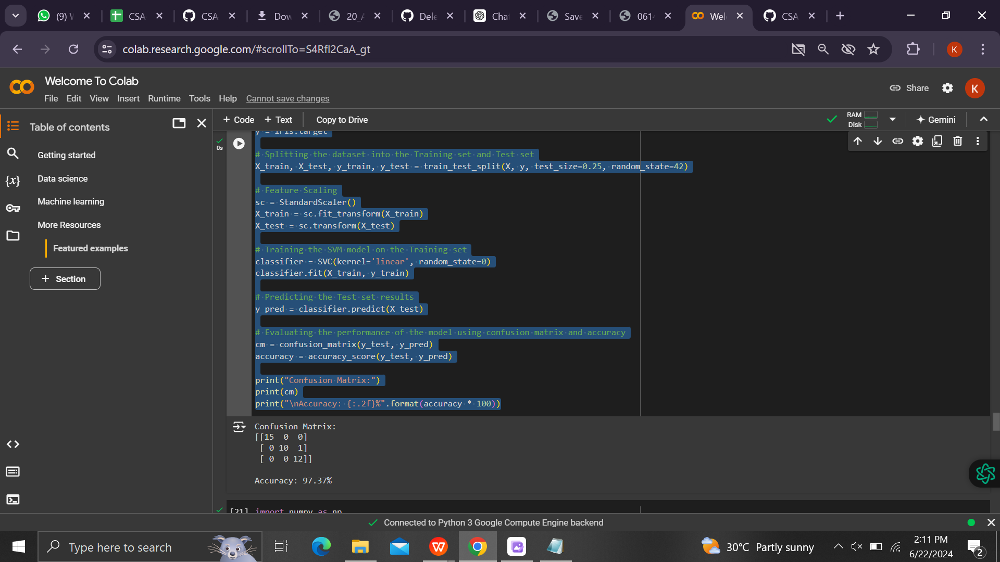 (9) W
CSA
CSA
Dow
20_A
Dele
Chat
Save
061
Wel
CSA
colab.research.google.com/#scrollTo=S4RfI2CaA_gt
K
Welcome To Colab
File Edit View Insert Runtime Tools Help Cannot save changes
Share
K
Table of contents
+ Code + Text Copy to Drive
RAM
Disk
Gemini
Getting started
Data science
Machine learning
More Resources
Featured examples
+ Section
0s
y = iris.target
# Splitting the dataset into the Training set and Test set
X_train, X_test, y_train, y_test = train_test_split(X, y, test_size=0.25, random_state=42)
# Feature Scaling
sc = StandardScaler()
X_train = sc.fit_transform(X_train)
X_test = sc.transform(X_test)
# Training the SVM model on the Training set
classifier = SVC(kernel='linear', random_state=0)
classifier.fit(X_train, y_train)
# Predicting the Test set results
y_pred = classifier.predict(X_test)
# Evaluating the performance of the model using confusion matrix and accuracy
cm = confusion_matrix(y_test, y_pred)
accuracy = accuracy_score(y_test, y_pred)
print("Confusion Matrix:")
print(cm)
print("\nAccuracy: {:.2f}%".format(accuracy * 100))
Confusion Matrix:
[[15 0 0]
[ 0 10 1]
[ 0 0 12]]
Accuracy: 97.37%
[21] import numpy as np
Connected to Python 3 Google Compute Engine backend
Type here to search
30°C Partly sunny
2:11 PM
6/22/2024
2